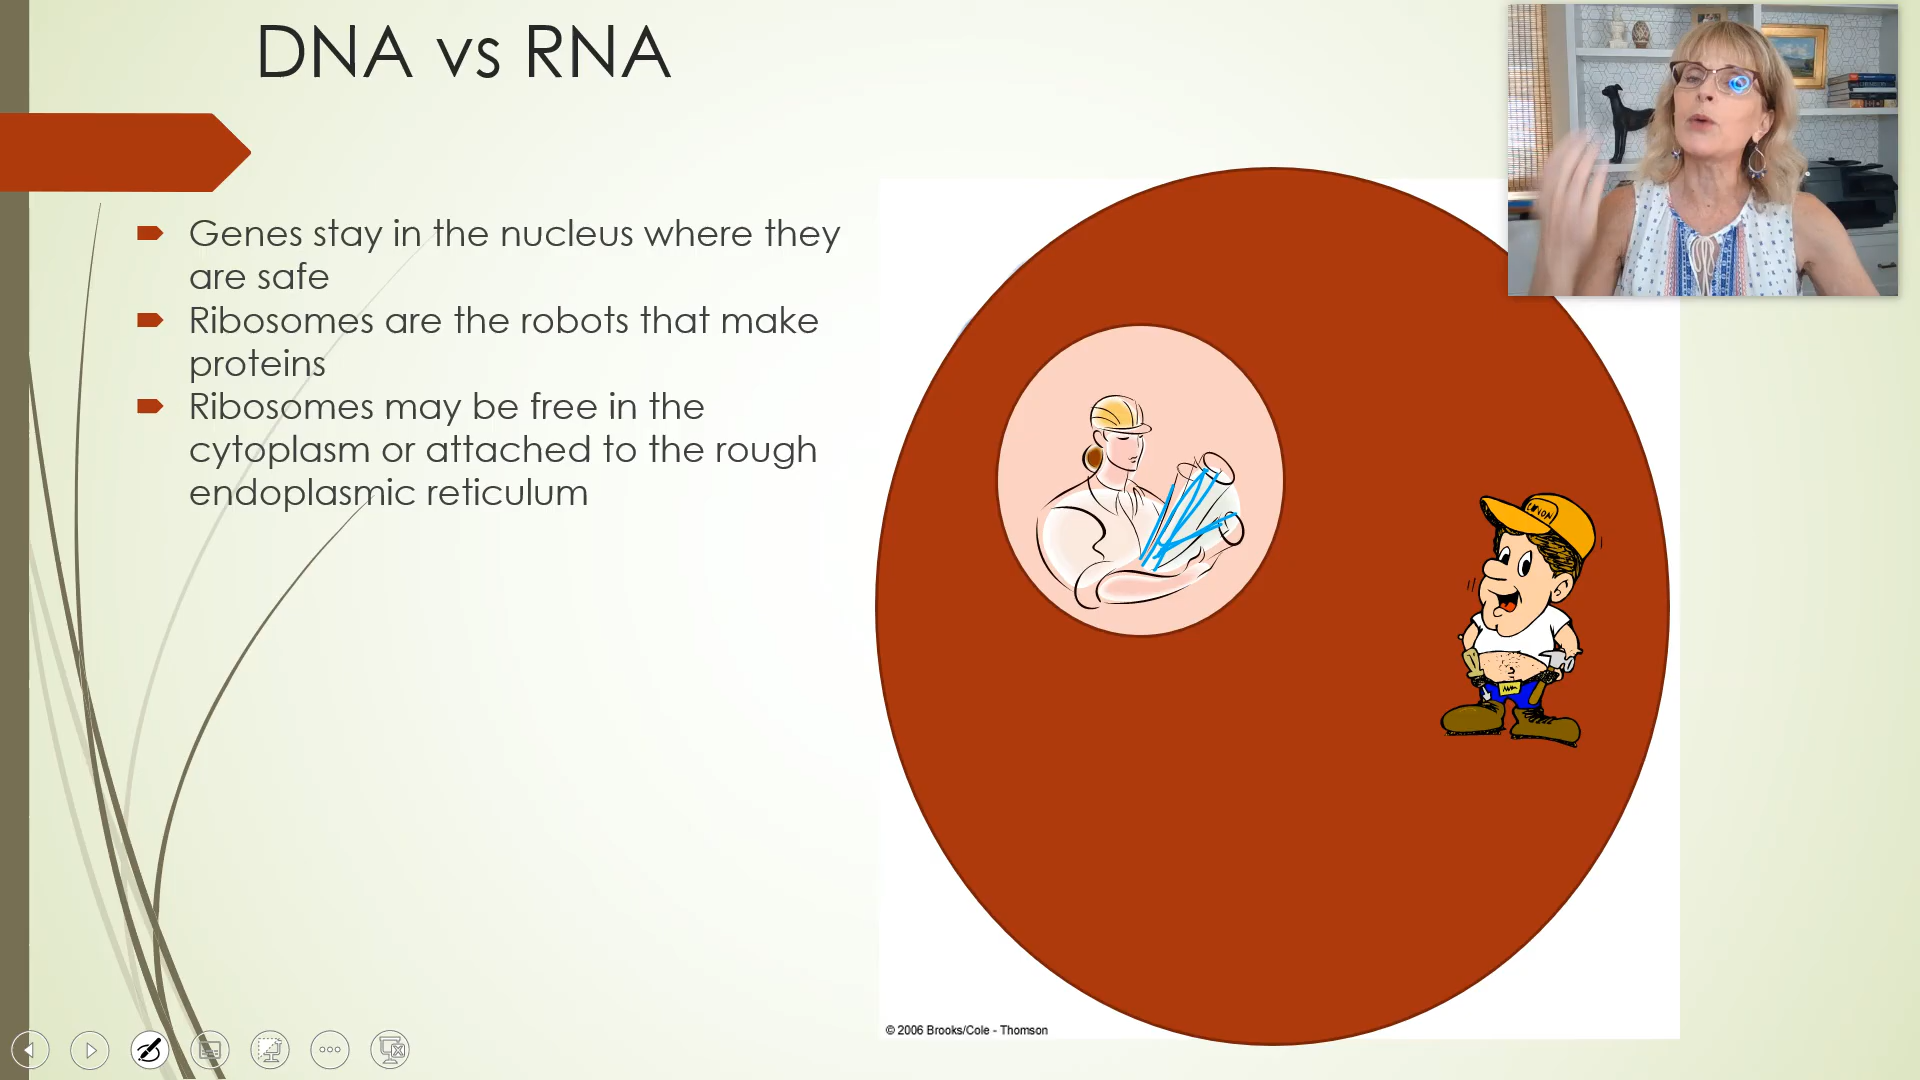 DNA vs RNA
Genes stay in the nucleus where they
are safe
Ribosomes are the robots that make
proteins
Ribosomes may be free in the
cytoplasm or attached to the rough
endoplasmic reticulum
UNION
© 2006 Brooks/Cole - Thomson